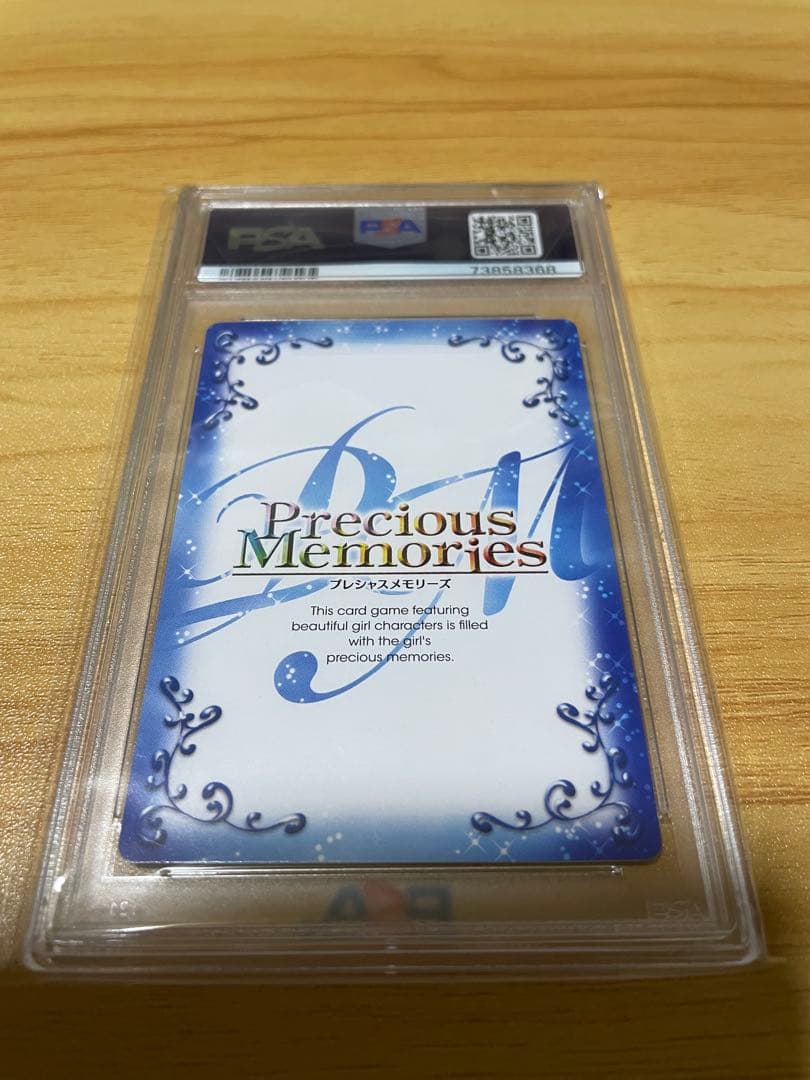 PSA
PSA
73858368
Precious
Memories
プレシャスメモリーズ
This card game featuring
beautiful girl characters is filled
with the girl's
precious memories.